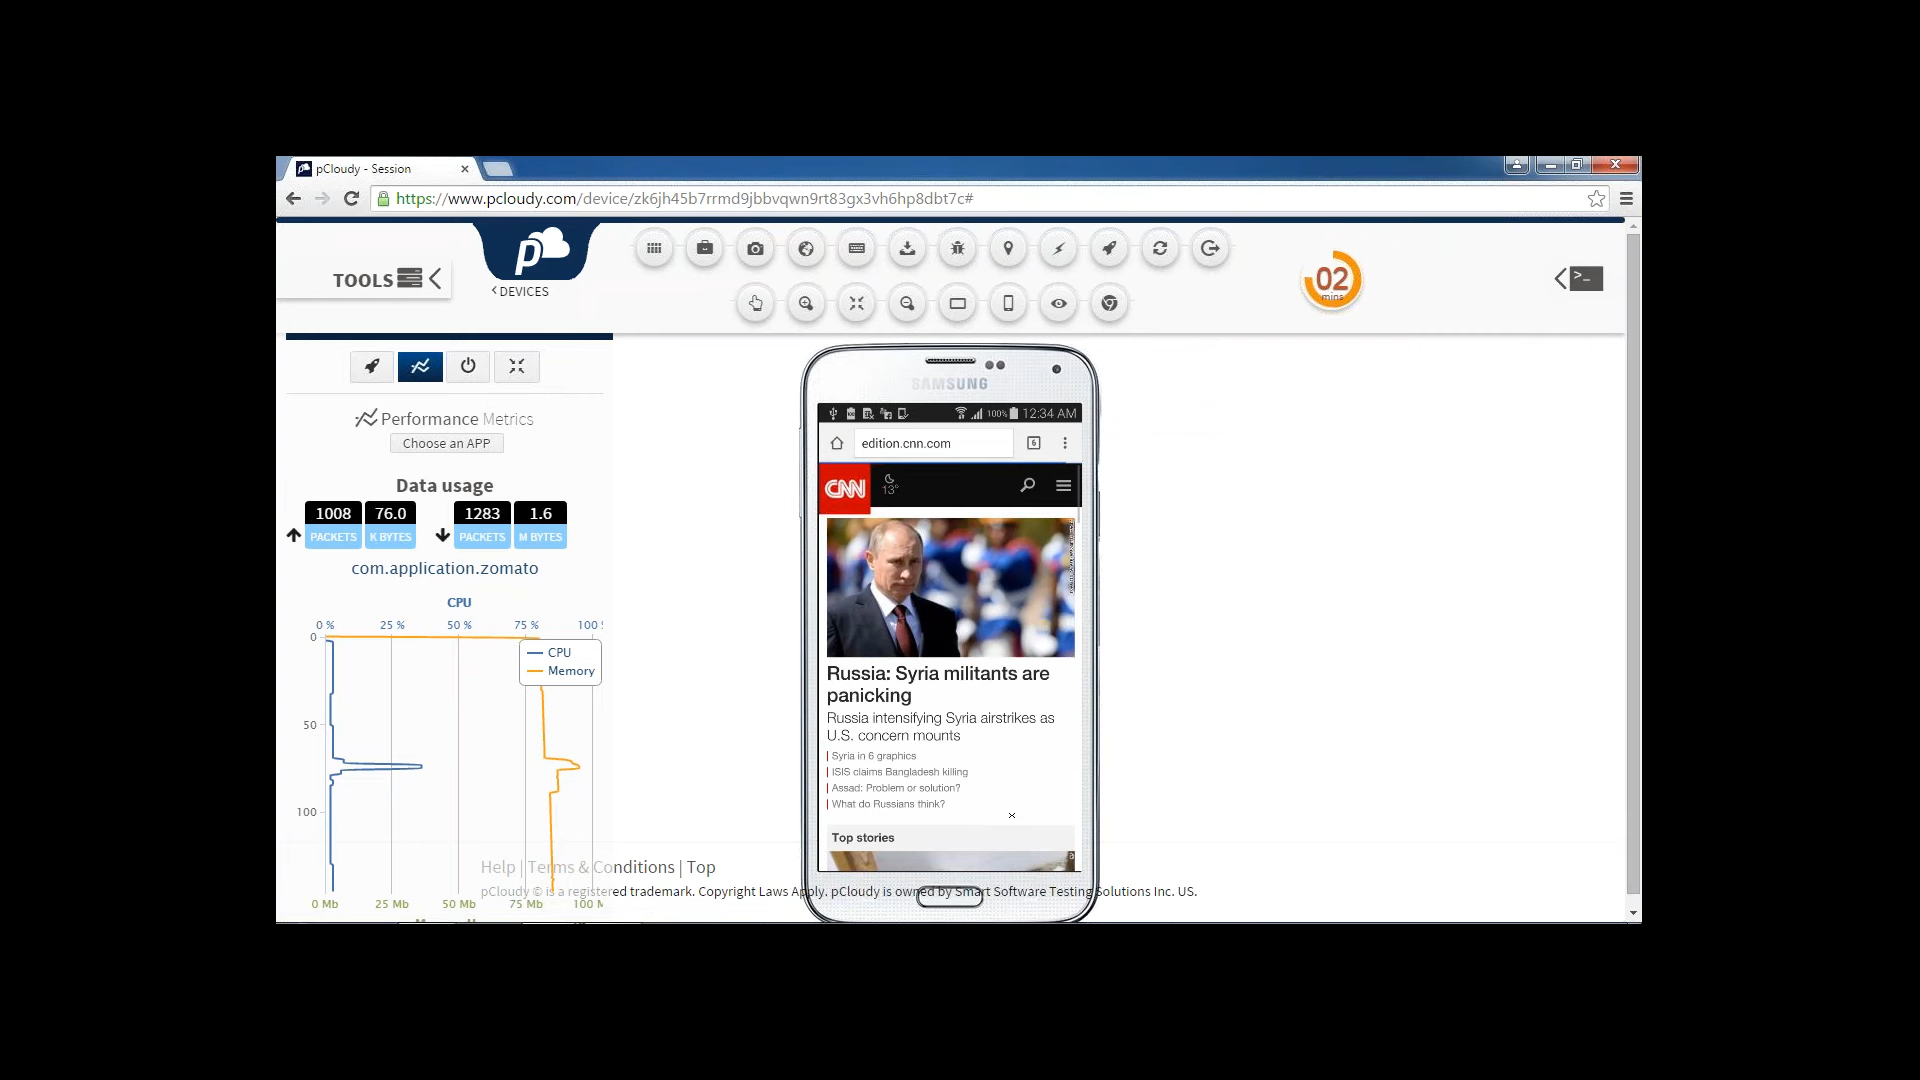 pCloudy - Session
https://www.pcloudy.com/device/zk6jh45b7rrmd9jbbvqwn9rt83gx3vh6hp8dbt7c#
TOOLS
p
DEVICES
02
mins
Performance Metrics
Choose an APP
Data usage
1008 76.0 1283 1.6
PACKETS K BYTES PACKETS M BYTES
com.application.zomato
CPU
0 % 25 % 50 % 75 % 100
CPU
Memory
0
50
100
0 Mb 25 Mb 50 Mb 75 Mb 100
SAMSUNG
100% 12:34 AM
edition.cnn.com
6
CNN
13°
Russia: Syria militants are
panicking
Russia intensifying Syria airstrikes as
U.S. concern mounts
Syria in 6 graphics
ISIS claims Bangladesh killing
Assad: Problem or solution?
What do Russians think?
Top stories
Help | Terms & Conditions | Top
pCloudy © is a registered trademark. Copyright Laws Apply. pCloudy is owned by Smart Software Testing Solutions Inc. US.